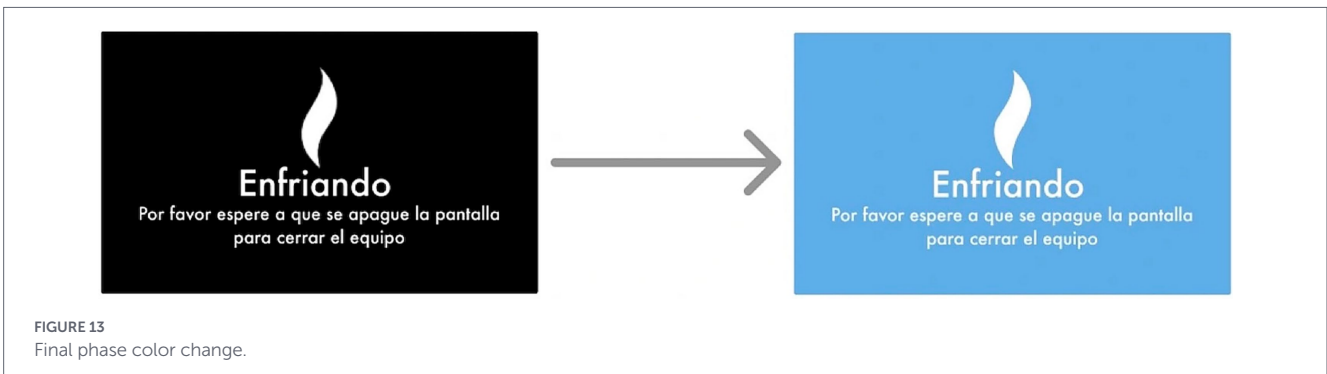 Enfriando
Por favor espere a que se apague la pantalla
para cerrar el equipo
Enfriando
Por favor espere a que se apague la pantalla
para cerrar el equipo
FIGURE 13
Final phase color change.